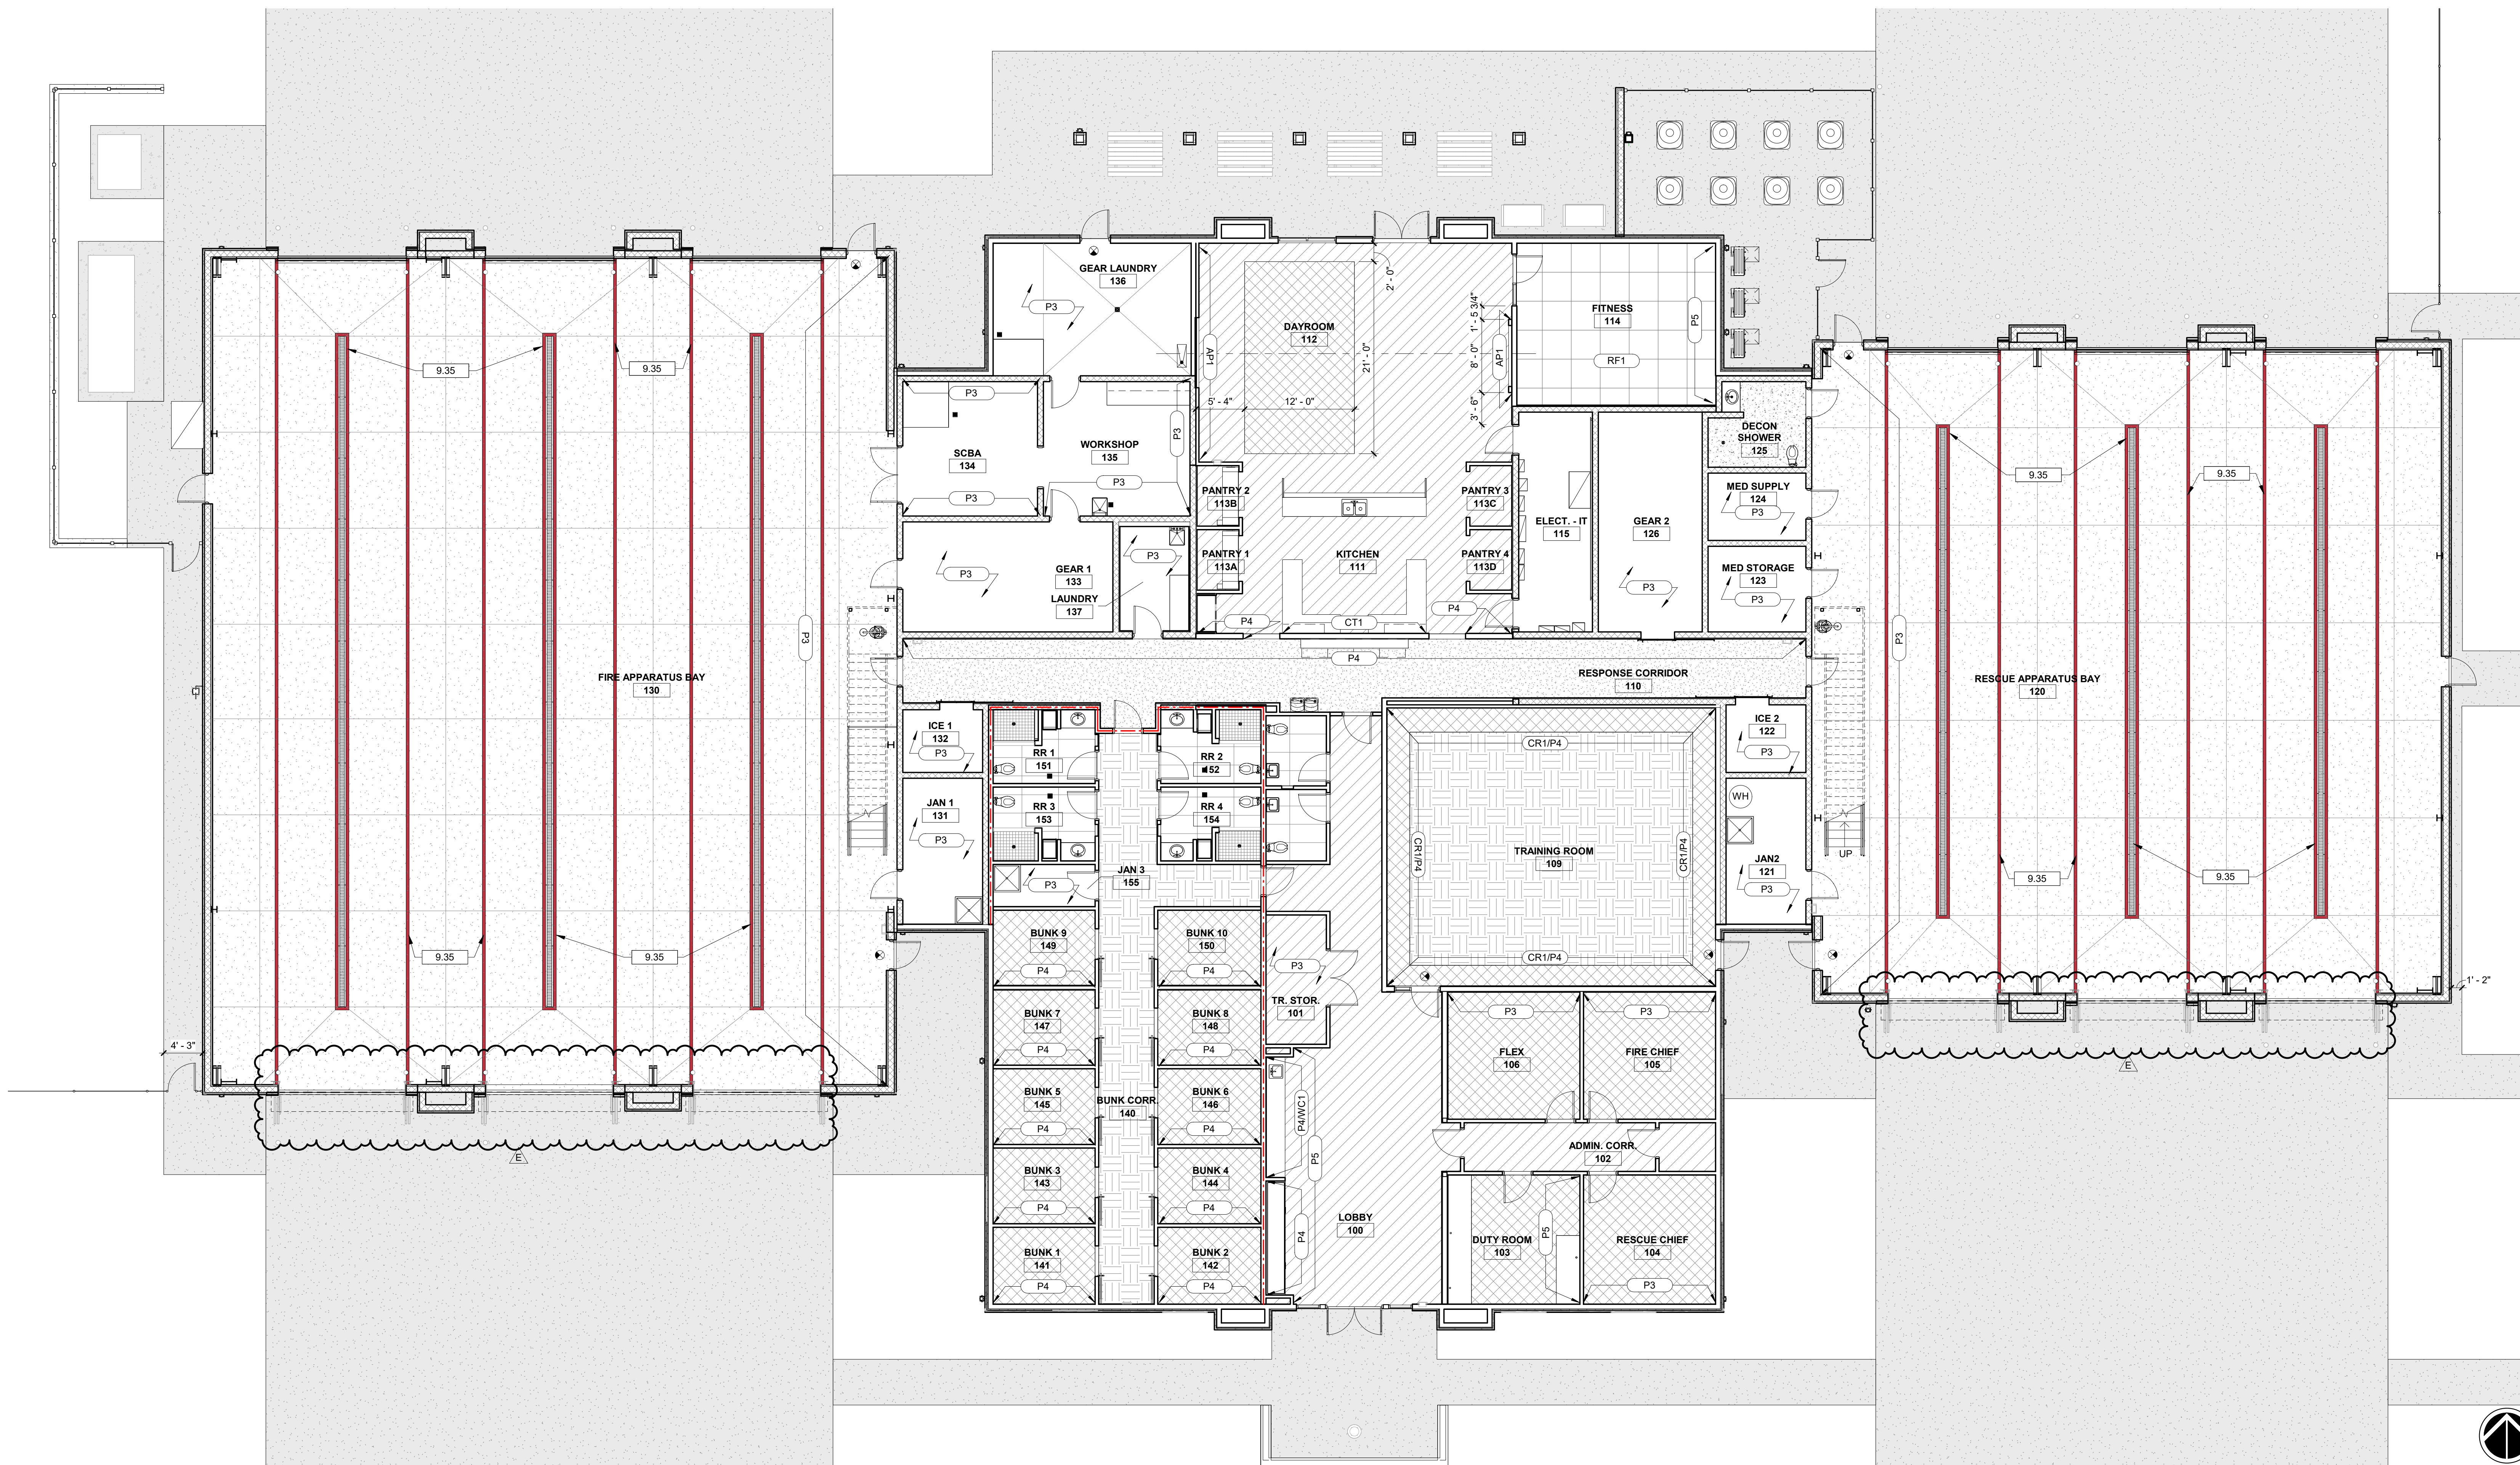 GEAR LAUNDRY
136
P3
DAYROOM
112
AP1
21' - 0"
2' - 0"
5' - 4"
12' - 0"
1' - 5 3/4"
8' - 0"
3' - 6"
AP1
FITNESS
114
RF1
P5
9.35
9.35
P3
SCBA
134
P3
WORKSHOP
135
P3
P3
PANTRY 2
113B
PANTRY 3
113C
PANTRY 1
113A
PANTRY 4
113D
KITCHEN
111
P4
CT1
P4
ELECT. - IT
115
GEAR 2
126
P3
DECON
SHOWER
125
MED SUPPLY
124
P3
MED STORAGE
123
P3
9.35
9.35
GEAR 1
133
P3
LAUNDRY
137
P3
P3
P3
FIRE APPARATUS BAY
130
P4
RESPONSE CORRIDOR
110
RESCUE APPARATUS BAY
120
ICE 1
132
P3
RR 1
151
RR 2
152
CR1/P4
ICE 2
122
P3
WH
JAN 1
131
P3
RR 3
153
RR 4
154
CR1/P4
TRAINING ROOM
109
CR1/P4
JAN2
121
P3
UP
JAN 3
155
P3
9.35
9.35
9.35
9.35
BUNK 9
149
P4
BUNK 10
150
P4
P3
TR. STOR.
101
CR1/P4
1' - 2"
BUNK 7
147
P4
BUNK 8
148
P4
P3
FLEX
106
P3
FIRE CHIEF
105
4' - 3"
E
E
BUNK 5
145
P4
BUNK CORR.
140
BUNK 6
146
P4
P4/WC1
P5
ADMIN. CORR.
102
BUNK 3
143
P4
BUNK 4
144
P4
P4
LOBBY
100
DUTY ROOM
103
P5
RESCUE CHIEF
104
P3
BUNK 1
141
P4
BUNK 2
142
P4